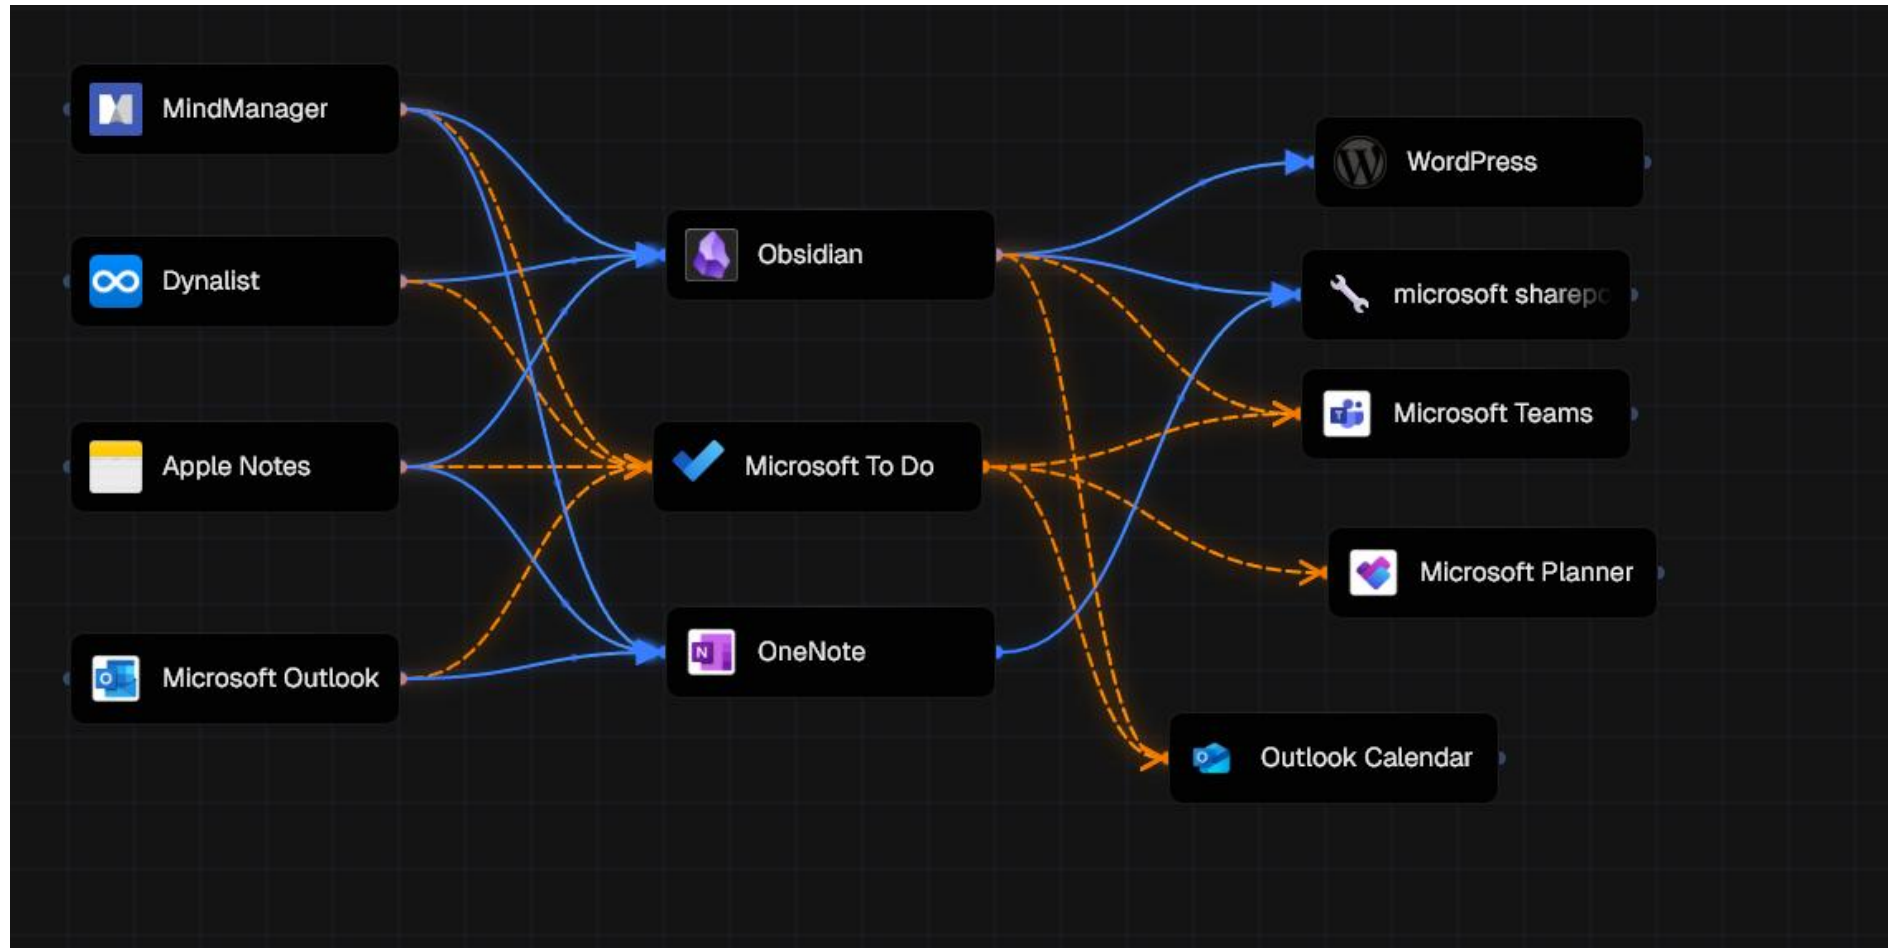 MindManager
Dynalist
Apple Notes
Microsoft Outlook
Obsidian
Microsoft To Do
OneNote
WordPress
microsoft sharepo
Microsoft Teams
Microsoft Planner
Outlook Calendar